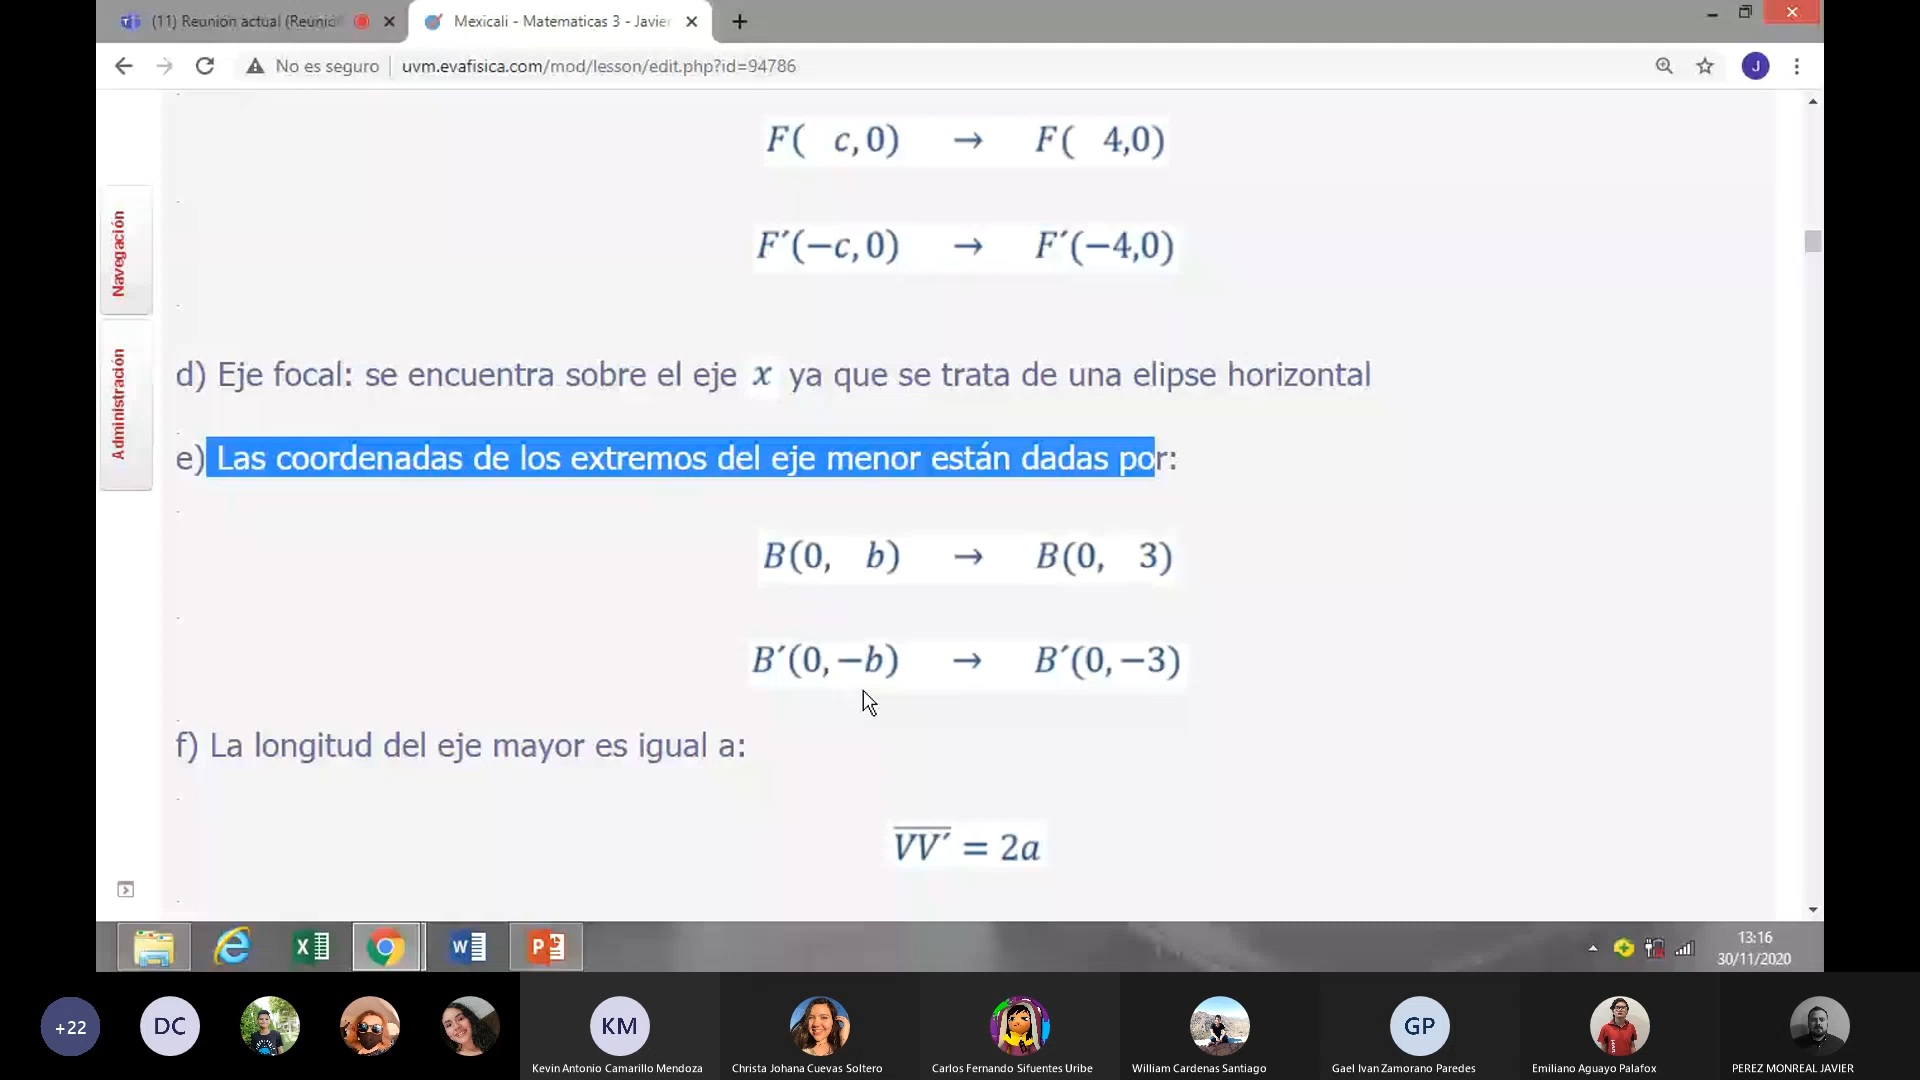 (11) Reunión actual (Reunió
Mexicali - Matematicas 3 - Javier
No es seguro
uvm.evafisica.com/mod/lesson/edit.php?id=94786
J
Navegación
Administración
F( c, 0) → F( 4,0)
F´(−c, 0) → F´(−4,0)
d) Eje focal: se encuentra sobre el eje x ya que se trata de una elipse horizontal
e) Las coordenadas de los extremos del eje menor están dadas por:
B(0, b) → B(0, 3)
B´(0, −b) → B´(0, −3)
f) La longitud del eje mayor es igual a:
VV´ = 2a
13:16
30/11/2020
+22
DC
KM
GP
Kevin Antonio Camarillo Mendoza
Christa Johana Cuevas Soltero
Carlos Fernando Sifuentes Uribe
William Cardenas Santiago
Gael Ivan Zamorano Paredes
Emiliano Aguayo Palafox
PEREZ MONREAL JAVIER